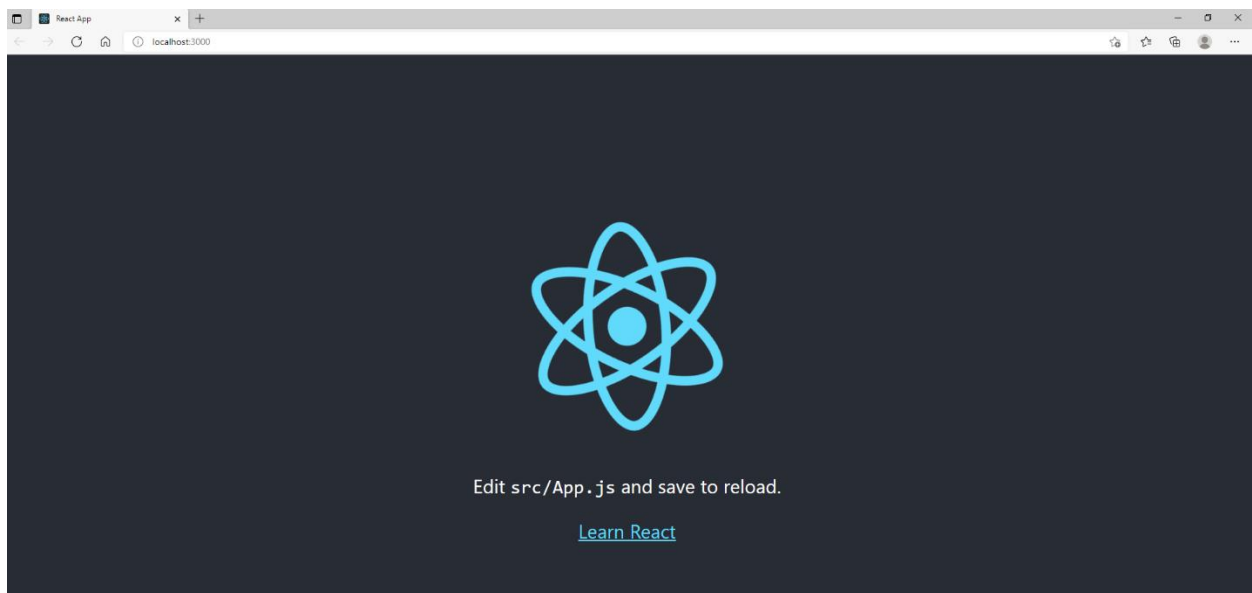 React App
localhost:3000
Edit src/App.js and save to reload.
Learn React